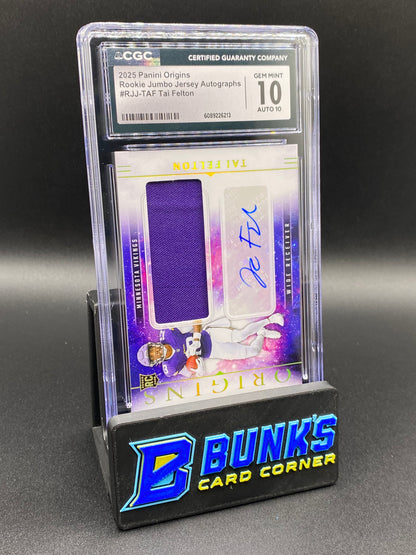 CGC CERTIFIED GUARANTY COMPANY
2025 Panini Origins
Rookie Jumbo Jersey Autographs
#RJJ-TAF Tai Felton
GEM MINT
10
AUTO 10
6089226213
TAI FELTON
MINNESOTA VIKINGS
WIDE RECEIVER
RC
ORIGINS
B BUNK'S
CARD CORNER